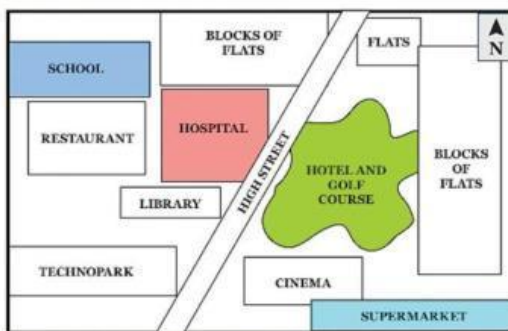 BLOCKS OF
FLATS
FLATS
N
SCHOOL
RESTAURANT
HOSPITAL
HIGH STREET
HOTEL AND
GOLF
COURSE
BLOCKS
OF
FLATS
LIBRARY
TECHNOPARK
CINEMA
SUPERMARKET